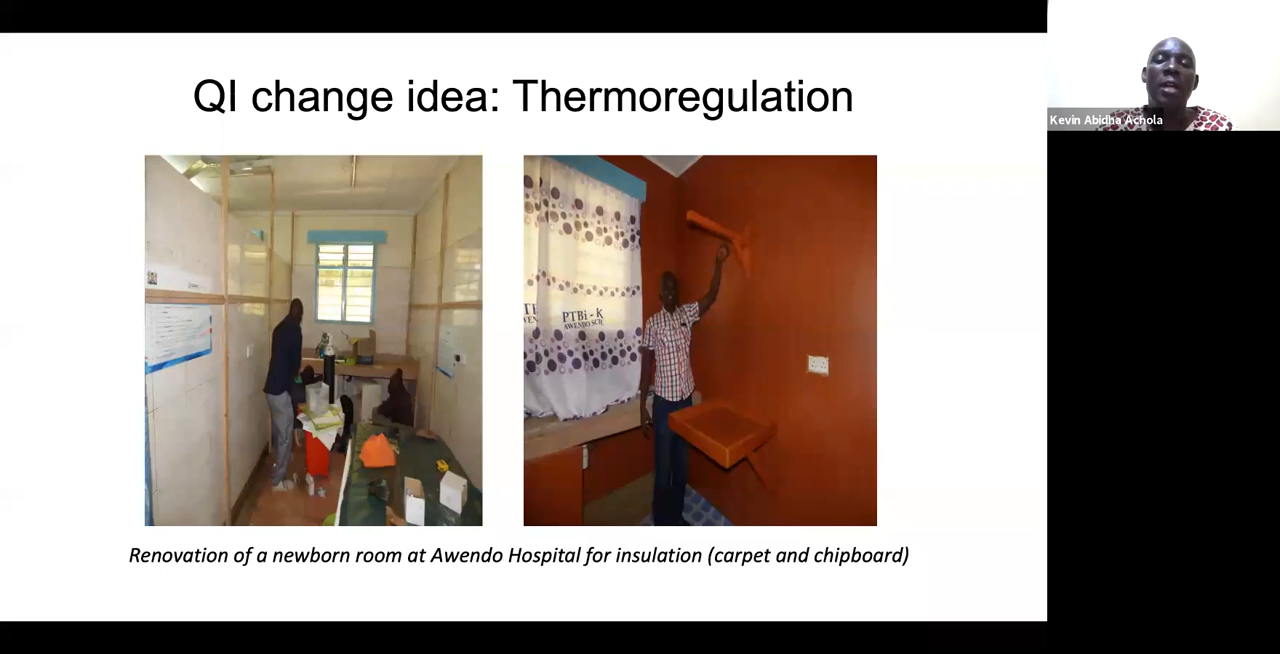 QI change idea: Thermoregulation
Kevin Abidha Achola
PTBi - K
AWENDO SCH
Renovation of a newborn room at Awendo Hospital for insulation (carpet and chipboard)